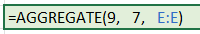 =AGGREGATE(9, 7, E:E)